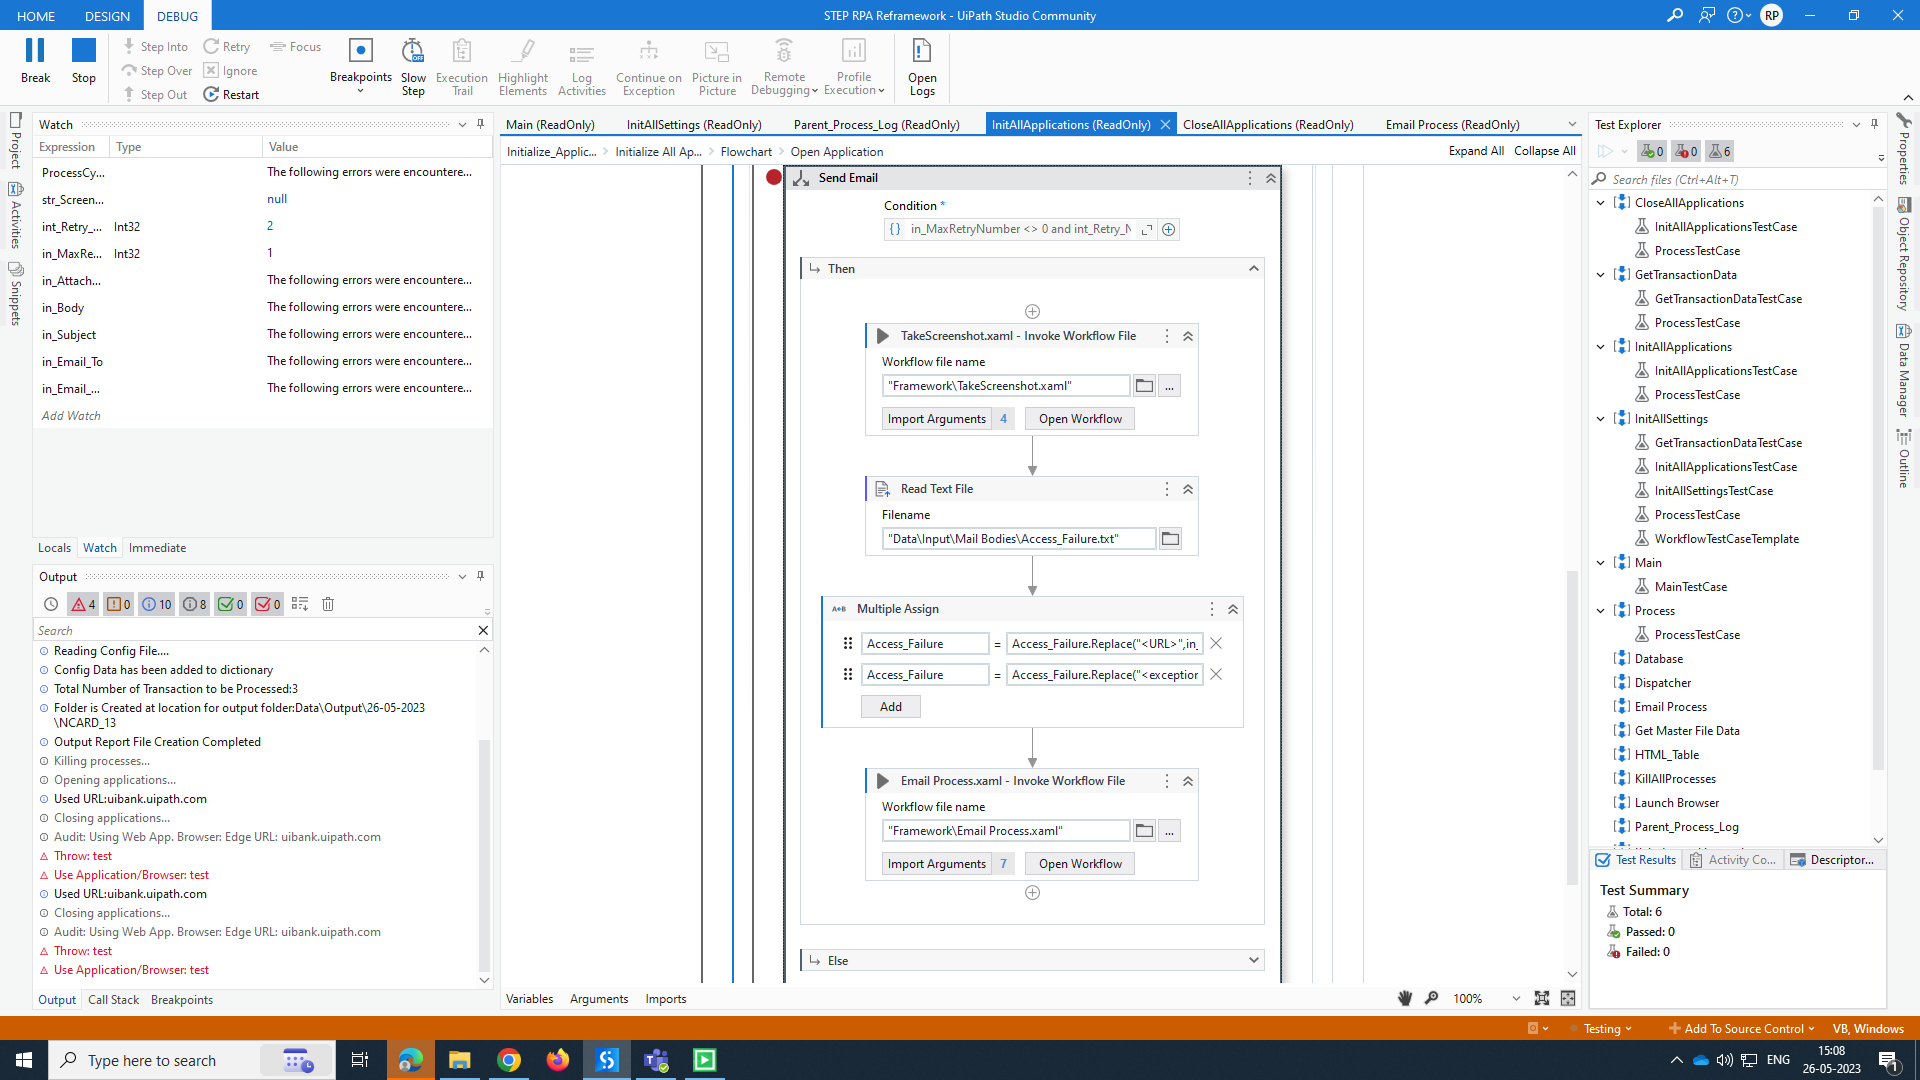 HOME DESIGN DEBUG
STEP RPA Reframework - UiPath Studio Community
RP
Break
Stop
Step Into
Step Over
Step Out
Retry
Ignore
Restart
Focus
Breakpoints
Slow Step
Execution Trail
Highlight Elements
Log Activities
Continue on Exception
Picture in Picture
Remote Debugging
Profile Execution
Open Logs
Project
Activities
Snippets
Watch
Expression Type Value
ProcessCy... The following errors were encountere...
str_Screen... null
int_Retry_... Int32 2
in_MaxRe... Int32 1
in_Attach... The following errors were encountere...
in_Body The following errors were encountere...
in_Subject The following errors were encountere...
in_Email_To The following errors were encountere...
in_Email_... The following errors were encountere...
Add Watch
Locals Watch Immediate
Output
4 0 10 8 0 0
Search
Reading Config File....
Config Data has been added to dictionary
Total Number of Transaction to be Processed:3
Folder is Created at location for output folder:Data\Output\26-05-2023
\NCARD_13
Output Report File Creation Completed
Killing processes...
Opening applications...
Used URL:uibank.uipath.com
Closing applications...
Audit: Using Web App. Browser: Edge URL: uibank.uipath.com
Throw: test
Use Application/Browser: test
Used URL:uibank.uipath.com
Closing applications...
Audit: Using Web App. Browser: Edge URL: uibank.uipath.com
Throw: test
Use Application/Browser: test
Output Call Stack Breakpoints
Main (ReadOnly) InitAllSettings (ReadOnly) Parent_Process_Log (ReadOnly) InitAllApplications (ReadOnly) CloseAllApplications (ReadOnly) Email Process (ReadOnly)
Initialize_Applic... Initialize All Ap... Flowchart Open Application
Expand All Collapse All
Send Email
Condition *
in_MaxRetryNumber <> 0 and int_Retry_N
Then
TakeScreenshot.xaml - Invoke Workflow File
Workflow file name
"Framework\TakeScreenshot.xaml"
...
Import Arguments 4 Open Workflow
Read Text File
Filename
"Data\Input\Mail Bodies\Access_Failure.txt"
A+B Multiple Assign
Access_Failure = Access_Failure.Replace("<URL>",in_
Access_Failure = Access_Failure.Replace("<exception
Add
Email Process.xaml - Invoke Workflow File
Workflow file name
"Framework\Email Process.xaml"
...
Import Arguments 7 Open Workflow
Else
Variables Arguments Imports
100%
Test Explorer
0 0 6
Search files (Ctrl+Alt+T)
CloseAllApplications
InitAllApplicationsTestCase
ProcessTestCase
GetTransactionData
GetTransactionDataTestCase
ProcessTestCase
InitAllApplications
InitAllApplicationsTestCase
ProcessTestCase
InitAllSettings
GetTransactionDataTestCase
InitAllApplicationsTestCase
InitAllSettingsTestCase
ProcessTestCase
WorkflowTestCaseTemplate
Main
MainTestCase
Process
ProcessTestCase
Database
Dispatcher
Email Process
Get Master File Data
HTML_Table
KillAllProcesses
Launch Browser
Parent_Process_Log
Test Results Activity Co... Descriptor...
Test Summary
Total: 6
Passed: 0
Failed: 0
Properties
Object Repository
Data Manager
Outline
Testing
Add To Source Control
VB, Windows
Type here to search
ENG
15:08
26-05-2023
1